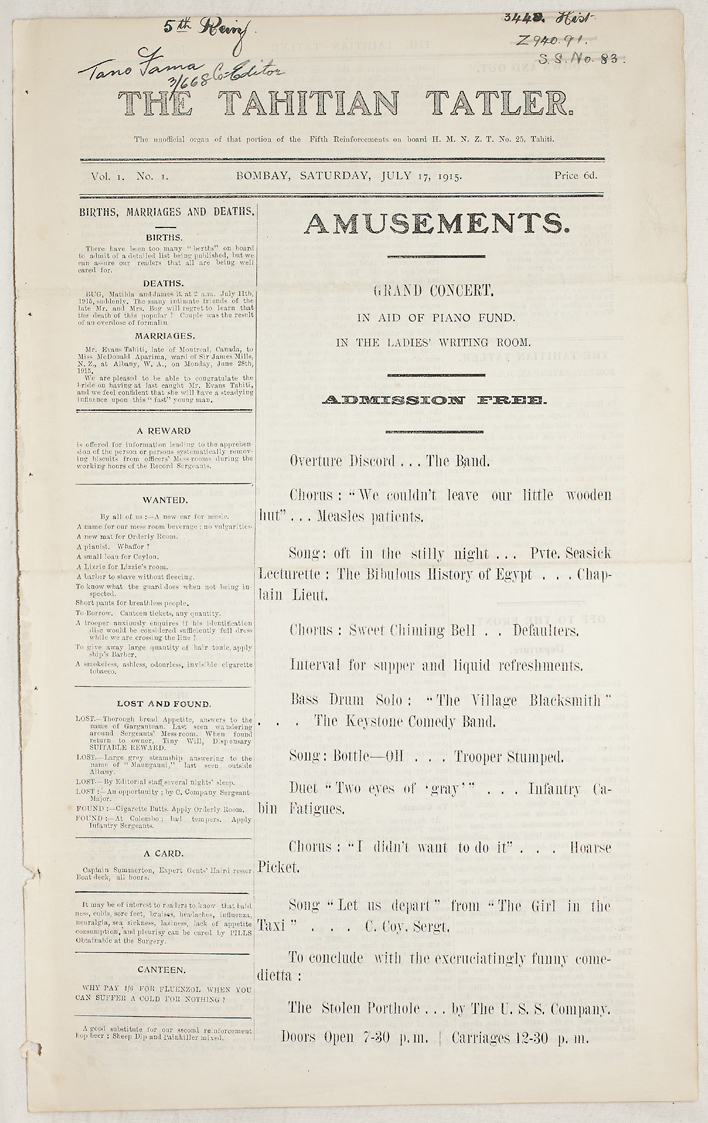 5th Reinf.
3448. Hist
Z940.91.
S.S. No. 83.
Tano Fama
3/668 Co-Editor
THE TAHITIAN TATLER.
The unofficial organ of that portion of the Fifth Reinforcements on board H. M. N. Z. T. No. 25, Tahiti.
Vol. 1. No. 1.
BOMBAY, SATURDAY, JULY 17, 1915.
Price 6d.
BIRTHS, MARRIAGES AND DEATHS.
BIRTHS.
There have been too many "berths" on board
to admit of a detailed list being published, but we
can assure our readers that all are being well
cared for.
DEATHS.
BUG, Matilda and James at 2 a.m. July 11th,
1915, suddenly. The many intimate friends of the
late Mr. and Mrs. Bug will regret to learn that
the death of this popular ? Couple was the result
of an overdose of formalin.
MARRIAGES.
Mr. Evans Tahiti, late of Montreal, Canada, to
Miss McDonald Aparima, ward of Sir James Mills,
N. Z., at Albany, W. A., on Monday, June 28th,
1915.
We are pleased to be able to congratulate the
bride on having at last caught Mr. Evans Tahiti,
and we feel confident that she will have a steadying
influence upon this "fast" young man.
A REWARD
is offered for information leading to the apprehen-
sion of the person or persons systematically remov-
ing biscuits from officers' Mess-rooms during the
working hours of the Record Sergeants.
WANTED.
By all of us :—A new car for music.
A name for our mess room beverage : no vulgarities.
A new mat for Orderly Room.
A pianist. Whaffor ?
A small loan for Ceylon.
A Lizzie for Lizzie's room.
A barber to shave without fleecing.
To know what the guard does when not being in-
spected.
Short pants for breathless people.
To Borrow. Canteen tickets, any quantity.
A trooper anxiously enquires if his identification
disc would be considered sufficiently full dress
while we are crossing the line !
To give away large quantity of hair tonic, apply
ship's Barber.
A smokeless, ashless, odourless, invisible cigarette
tobacco.
LOST AND FOUND.
LOST.—Thorough bread Appetite, answers to the
name of Gargantuan. Last seen wandering
around Sergeants' Mess-room. When found
return to owner, Tiny Will, Dispensary
SUITABLE REWARD.
LOST.—Large grey steamship answering to the
name of "Maunganui," last seen outside
Albany.
LOST.—By Editorial staff, several nights' sleep.
LOST :—An opportunity ; by C. Company Sergeant-
Major.
FOUND :—Cigarette Butts. Apply Orderly Room.
FOUND :—At Colombo ; bad tempers. Apply
Infantry Sergeants.
A CARD.
Captain Summerton, Expert Gents' Haird resser
Boat deck, all hours.
It may be of interest to readers to know that bald
ness, colds, sore feet, bruises, headaches, influenza,
neuralgia, sea sickness, laziness, lack of appetite
consumption, and pleurisy can be cured by PILLS
Obtainable at the Surgery.
CANTEEN.
WHY PAY 1/6 FOR FLUENZOL WHEN YOU
CAN SUFFER A COLD FOR NOTHING ?
A good substitute for our second reinforcement
hop beer ; Sheep Dip and Painkiller mixed.
AMUSEMENTS.
GRAND CONCERT.
IN AID OF PIANO FUND.
IN THE LADIES' WRITING ROOM.
ADMISSION FREE.
Overture Discord . . . The Band.
Chorus : "We couldn't leave our little wooden
hut" . . . Measles patients.
Song: oft in the stilly night . . . Pvte. Seasick
Lecturette : The Bibulous History of Egypt . . . Chap-
lain Lieut.
Chorus : Sweet Chiming Bell . . Defaulters.
Interval for supper and liquid refreshments.
Bass Drum Solo : "The Village Blacksmith"
. . . The Keystone Comedy Band.
Song: Bottle—Oll . . . Trooper Stumped.
Duet "Two eyes of 'gray'" . . . Infantry Ca-
bin Fatigues.
Chorus : "I didn't want to do it" . . . Hoarse
Picket.
Song "Let us depart" from "The Girl in the
Taxi" . . . C. Coy. Sergt.
To conclude with the excruciatingly funny come-
dietta :
The Stolen Porthole . . . by The U. S. S. Company.
Doors Open 7-30 p. m. | Carriages 12-30 p. m.